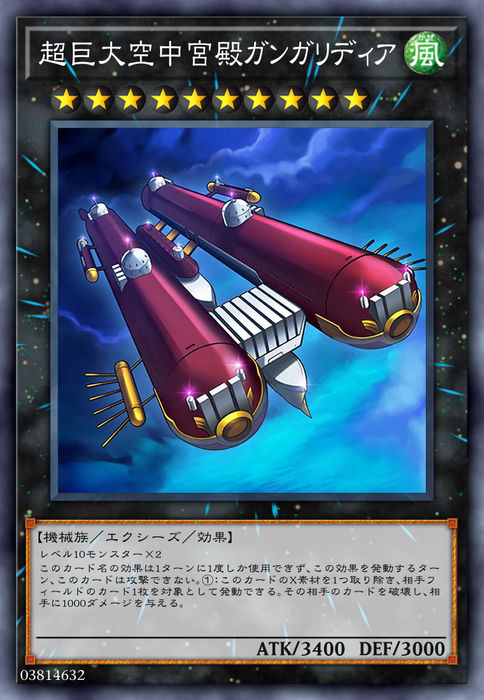 超巨大空中宮殿ガンガリディア
かぜ
風
【機械族／エクシーズ／効果】
レベル10モンスター×2
このカード名の効果は1ターンに1度しか使用できず、この効果を発動するター
ン、このカードは攻撃できない。①：このカードのX素材を1つ取り除き、相手フ
ィールドのカード1枚を対象として発動できる。その相手のカードを破壊し、相
手に1000ダメージを与える。
ATK/3400 DEF/3000
03814632